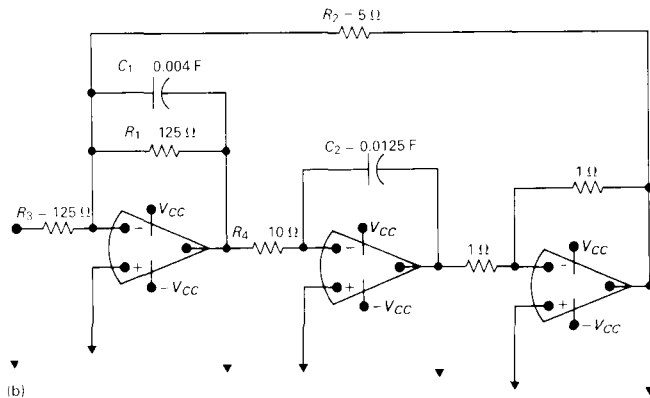 R2 – 5 Ω
C1 0.004 F
R1 125 Ω
C2 – 0.0125 F
1 Ω
R3 – 125 Ω
VCC
R4
10 Ω
VCC
1 Ω
VCC
–
+
–
+
–
+
–VCC
–VCC
–VCC
(b)